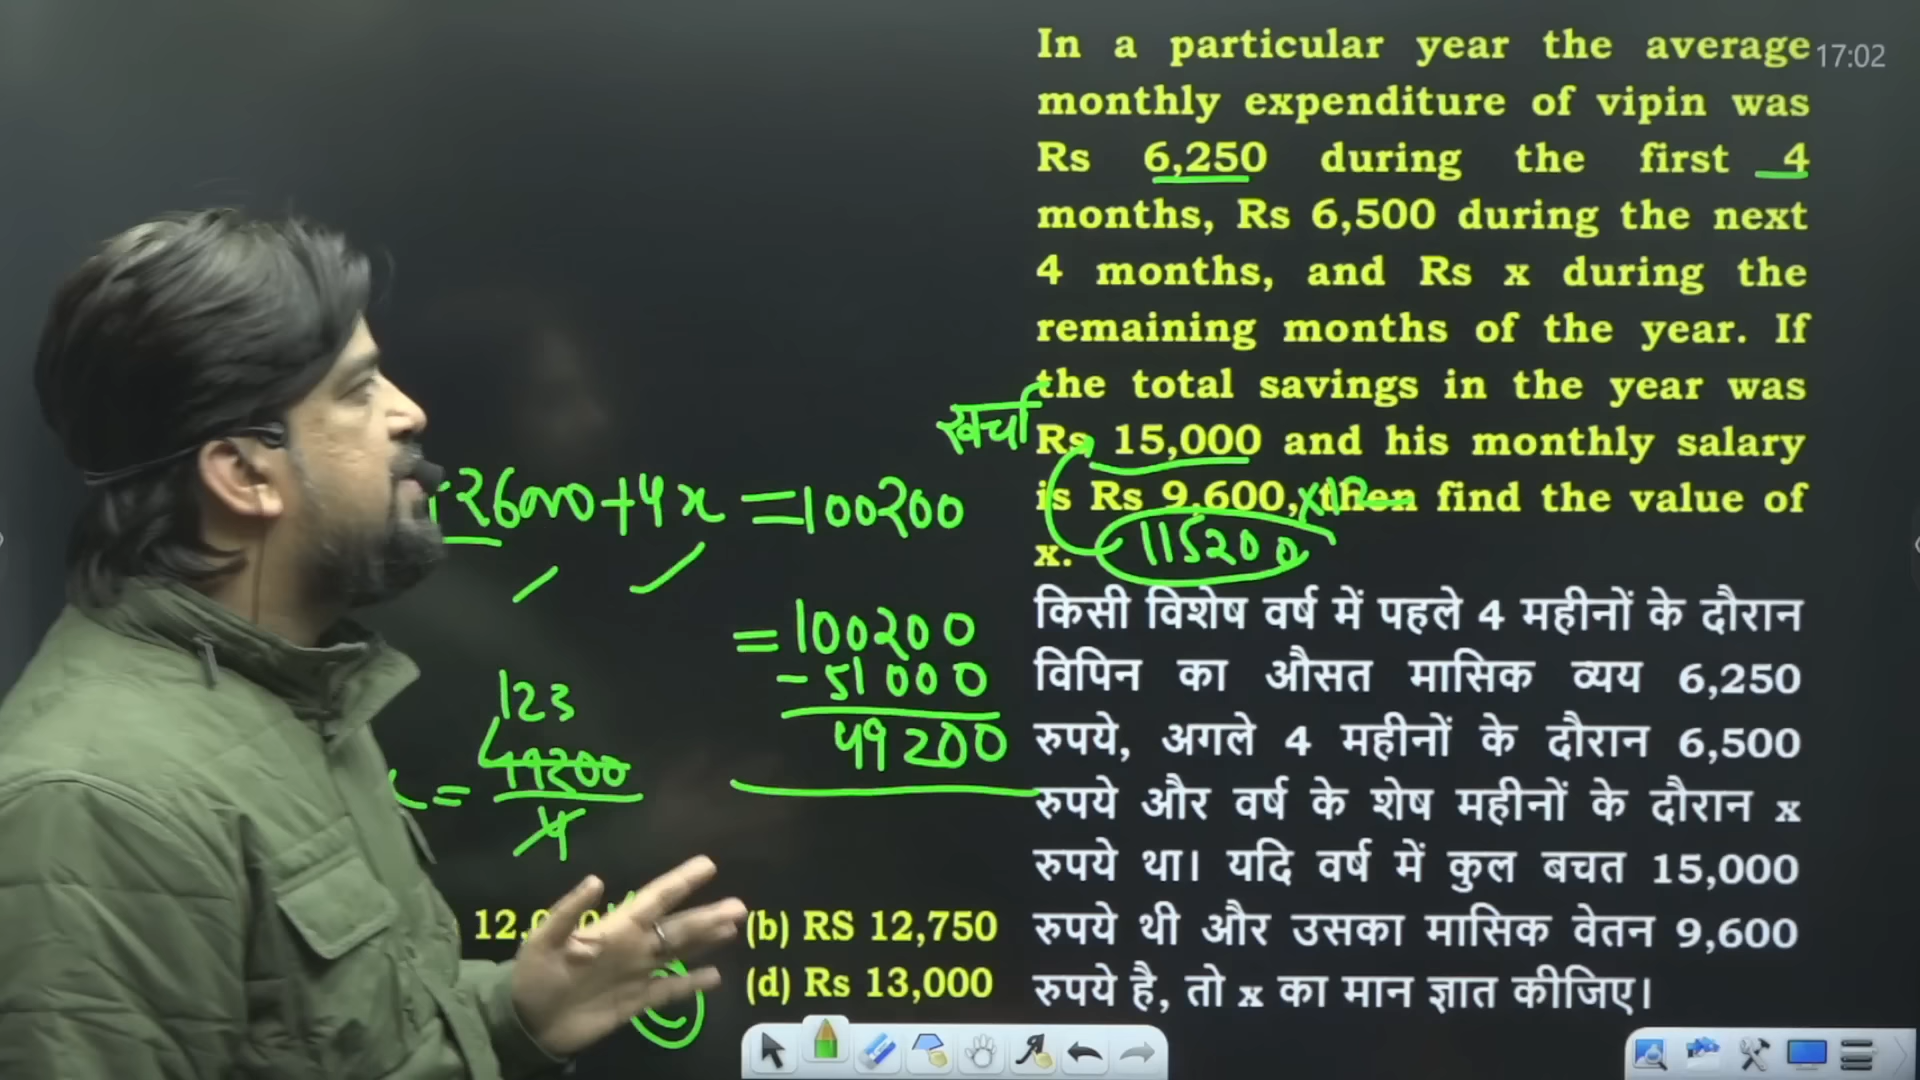 In a particular year the average
17:02
monthly expenditure of vipin was
Rs 6,250 during the first 4
months, Rs 6,500 during the next
4 months, and Rs x during the
remaining months of the year. If
the total savings in the year was
खर्चा
Rs 15,000 and his monthly salary
is Rs 9,600, then find the value of
×12
x.
115200
+4x = 100200
= 100200
- 51000
49200
123
49200
=
4
किसी विशेष वर्ष में पहले 4 महीनों के दौरान
विपिन का औसत मासिक व्यय 6,250
रुपये, अगले 4 महीनों के दौरान 6,500
रुपये और वर्ष के शेष महीनों के दौरान x
रुपये था। यदि वर्ष में कुल बचत 15,000
रुपये थी और उसका मासिक वेतन 9,600
रुपये है, तो x का मान ज्ञात कीजिए।
(b) RS 12,750
(d) Rs 13,000